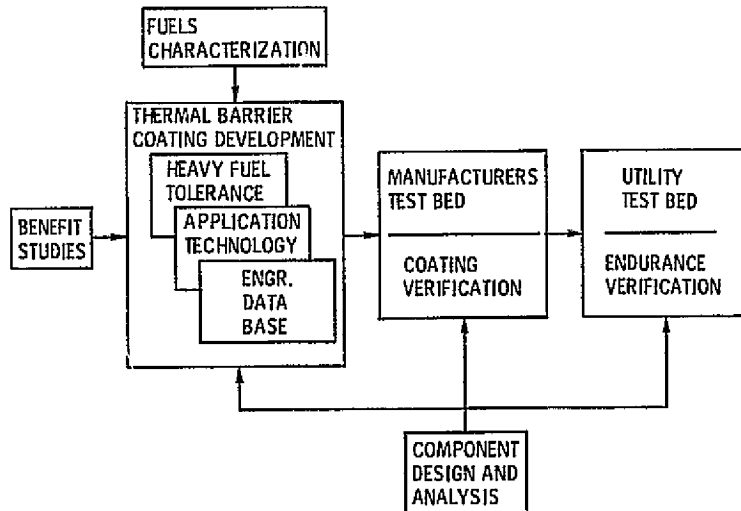 FUELS
CHARACTERIZATION
THERMAL BARRIER
COATING DEVELOPMENT
HEAVY FUEL
TOLERANCE
APPLICATION
TECHNOLOGY
ENGR.
DATA
BASE
BENEFIT
STUDIES
MANUFACTURERS
TEST BED
COATING
VERIFICATION
UTILITY
TEST BED
ENDURANCE
VERIFICATION
COMPONENT
DESIGN AND
ANALYSIS